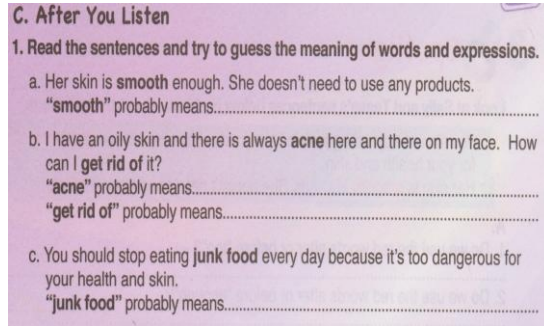 C. After You Listen
1. Read the sentences and try to guess the meaning of words and expressions.
a. Her skin is smooth enough. She doesn't need to use any products.
"smooth" probably means...............................................................
b. I have an oily skin and there is always acne here and there on my face. How
can I get rid of it?
"acne" probably means...............................................................
"get rid of" probably means...............................................................
c. You should stop eating junk food every day because it's too dangerous for
your health and skin.
"junk food" probably means...............................................................